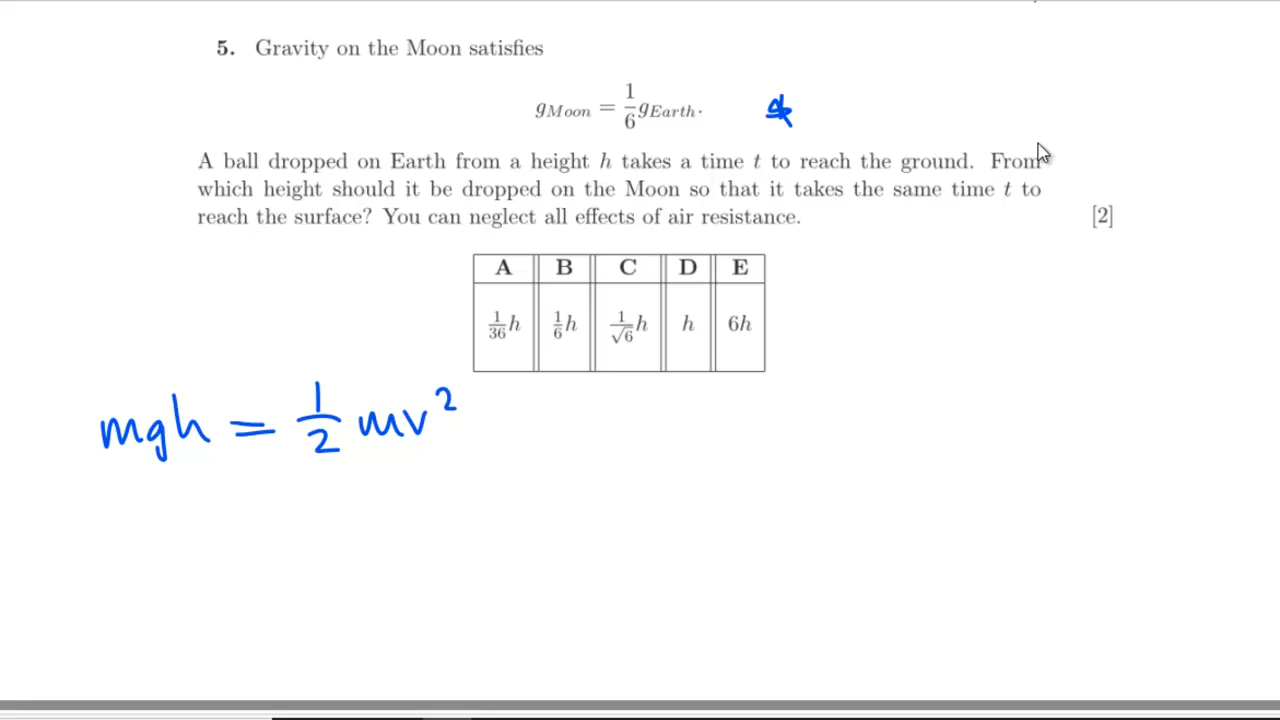 5. Gravity on the Moon satisfies
g_Moon = 1/6 g_Earth.
A ball dropped on Earth from a height h takes a time t to reach the ground. From
which height should it be dropped on the Moon so that it takes the same time t to
reach the surface? You can neglect all effects of air resistance. [2]
A B C D E
1/36 h 1/6 h 1/√6 h h 6h
mgh = 1/2 mv²